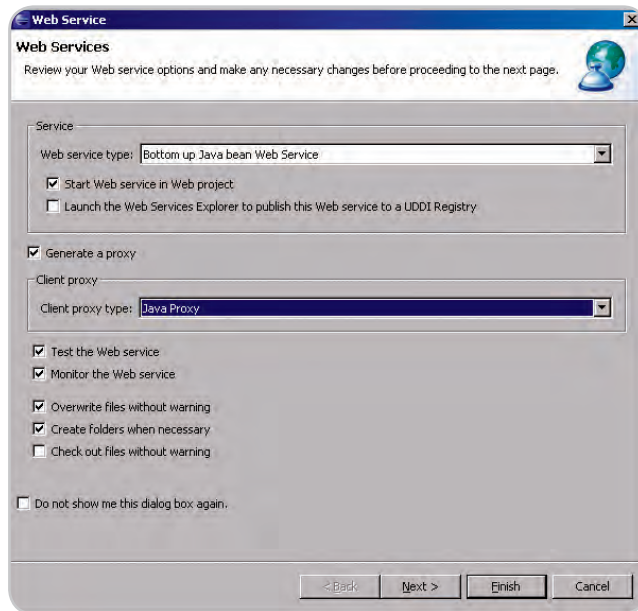 Web Service
Web Services
Review your Web service options and make any necessary changes before proceeding to the next page.
Service
Web service type: Bottom up Java bean Web Service
Start Web service in Web project
Launch the Web Services Explorer to publish this Web service to a UDDI Registry
Generate a proxy
Client proxy
Client proxy type: Java Proxy
Test the Web service
Monitor the Web service
Overwrite files without warning
Create folders when necessary
Check out files without warning
Do not show me this dialog box again.
< Back Next > Finish Cancel